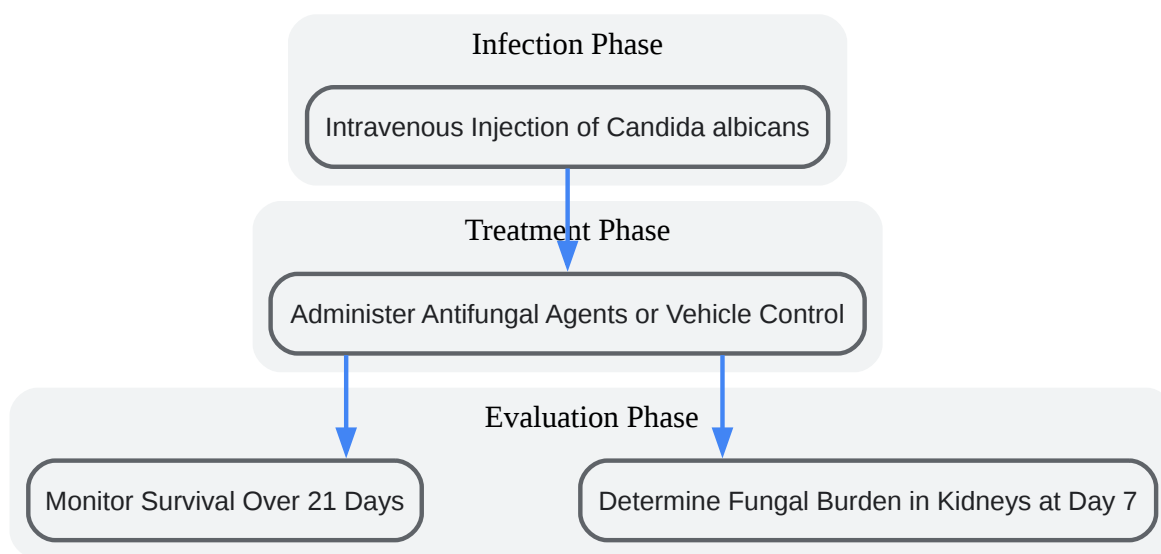 Infection Phase
Intravenous Injection of Candida albicans
Treatment Phase
Administer Antifungal Agents or Vehicle Control
Evaluation Phase
Monitor Survival Over 21 Days
Determine Fungal Burden in Kidneys at Day 7